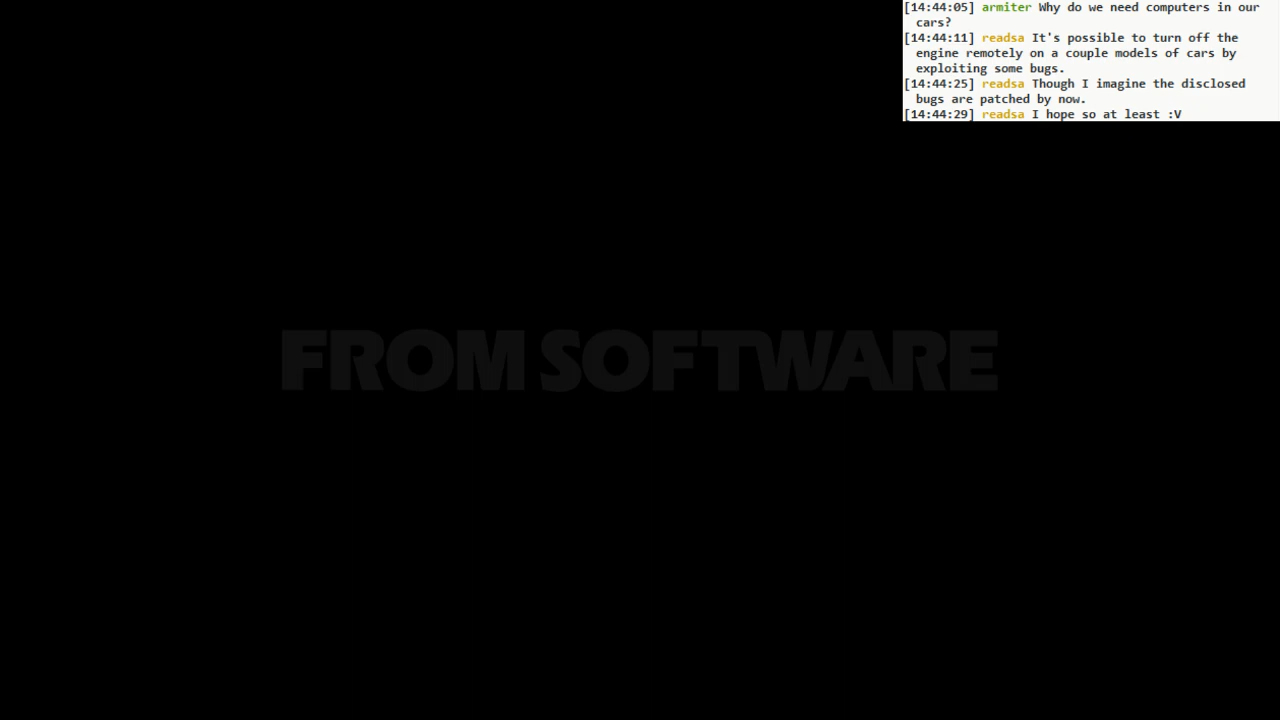 [14:44:05] armiter Why do we need computers in our
cars?
[14:44:11] readsa It's possible to turn off the
engine remotely on a couple models of cars by
exploiting some bugs.
[14:44:25] readsa Though I imagine the disclosed
bugs are patched by now.
[14:44:29] readsa I hope so at least :V
FROM SOFTWARE